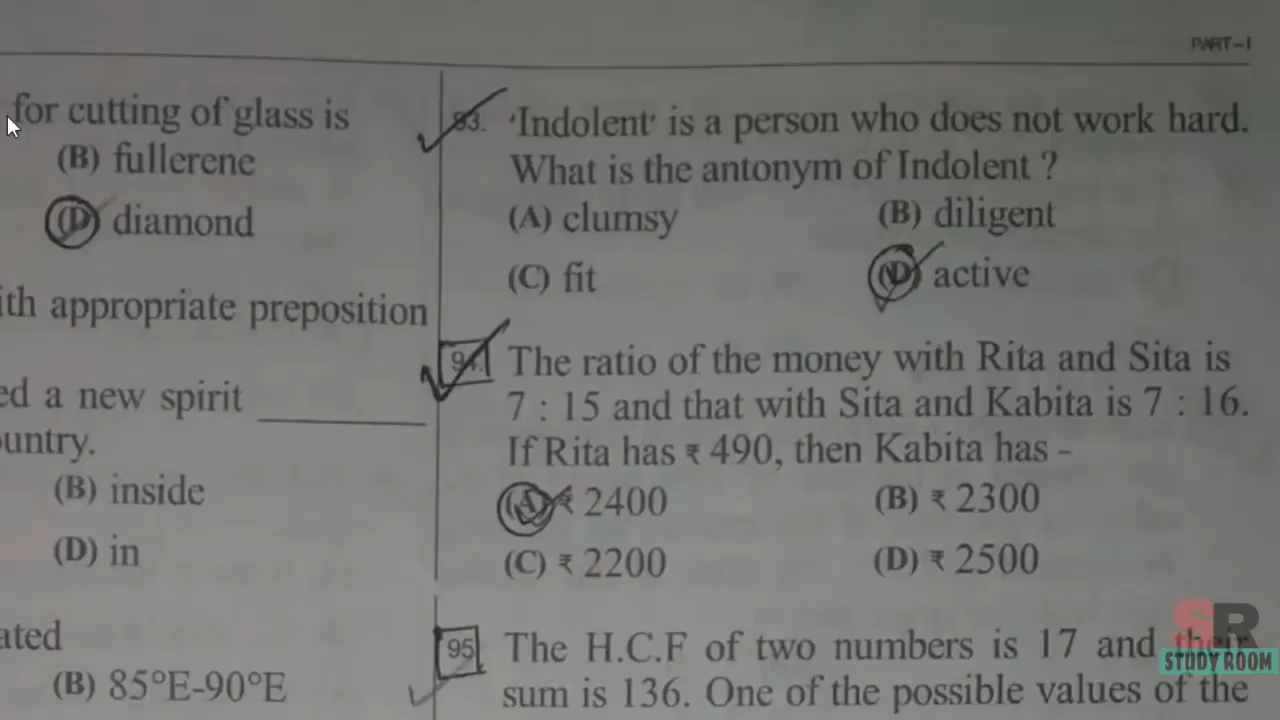 PART-I
for cutting of glass is
(B) fullerene
(D) diamond
ith appropriate preposition
ed a new spirit ________
ountry.
(B) inside
(D) in
ated
(B) 85°E-90°E
93. 'Indolent' is a person who does not work hard.
What is the antonym of Indolent ?
(A) clumsy (B) diligent
(C) fit (D) active
94. The ratio of the money with Rita and Sita is
7 : 15 and that with Sita and Kabita is 7 : 16.
If Rita has ₹ 490, then Kabita has -
(A) ₹ 2400 (B) ₹ 2300
(C) ₹ 2200 (D) ₹ 2500
95. The H.C.F of two numbers is 17 and their
sum is 136. One of the possible values of the
SR
STUDY ROOM